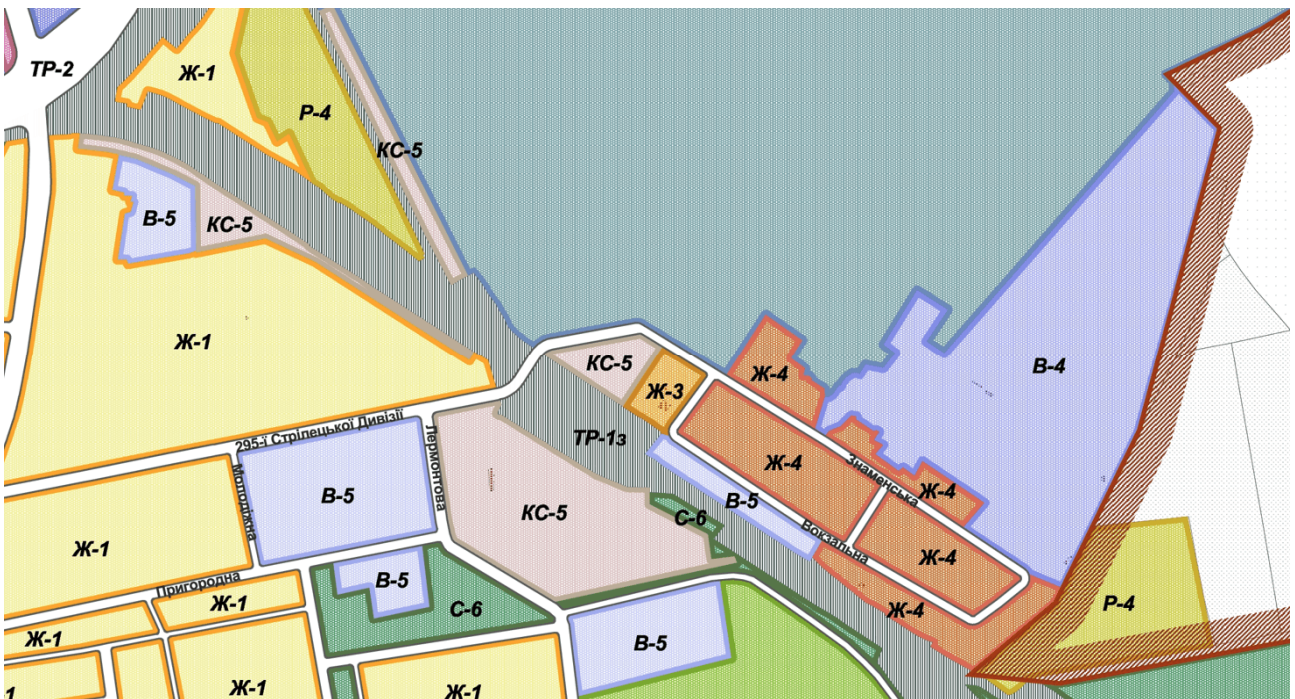 ТР-2
Ж-1
Р-4
КС-5
В-5
КС-5
Ж-1
КС-5
Ж-3
Ж-4
В-4
295-ї Стрілецької Дивізії
Лермонтова
ТР-1з
Ж-4
Знаменська
Ж-4
Молодіжна
В-5
КС-5
С-6
В-5
Вокзальна
Ж-4
Ж-1
Пригородна
В-5
Ж-1
С-6
Ж-4
Р-4
Ж-1
В-5
1
Ж-1
Ж-1